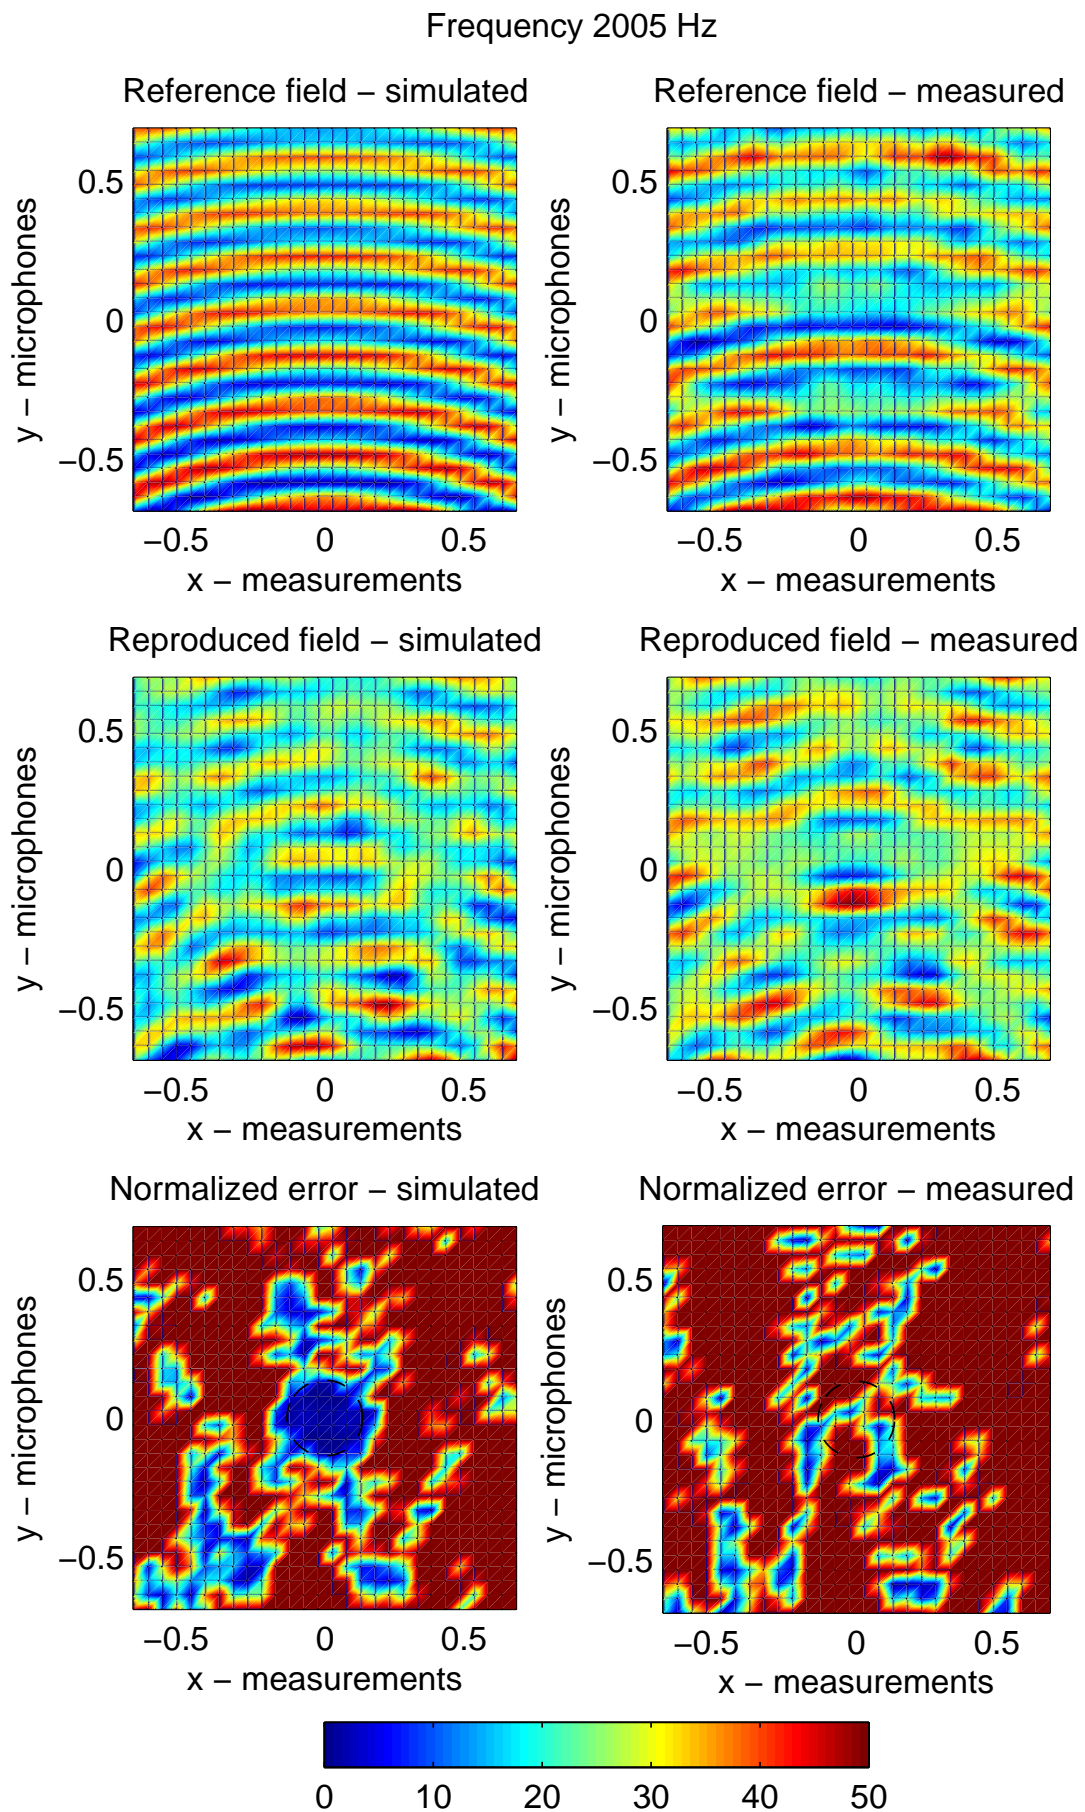 Frequency 2005 Hz
Reference field − simulated
Reference field − measured
0.5
0
−0.5
y − microphones
−0.5 0 0.5
x − measurements
0.5
0
−0.5
y − microphones
−0.5 0 0.5
x − measurements
Reproduced field − simulated
Reproduced field − measured
0.5
0
−0.5
y − microphones
−0.5 0 0.5
x − measurements
0.5
0
−0.5
y − microphones
−0.5 0 0.5
x − measurements
Normalized error − simulated
Normalized error − measured
0.5
0
−0.5
y − microphones
−0.5 0 0.5
x − measurements
0.5
0
−0.5
y − microphones
−0.5 0 0.5
x − measurements
0 10 20 30 40 50